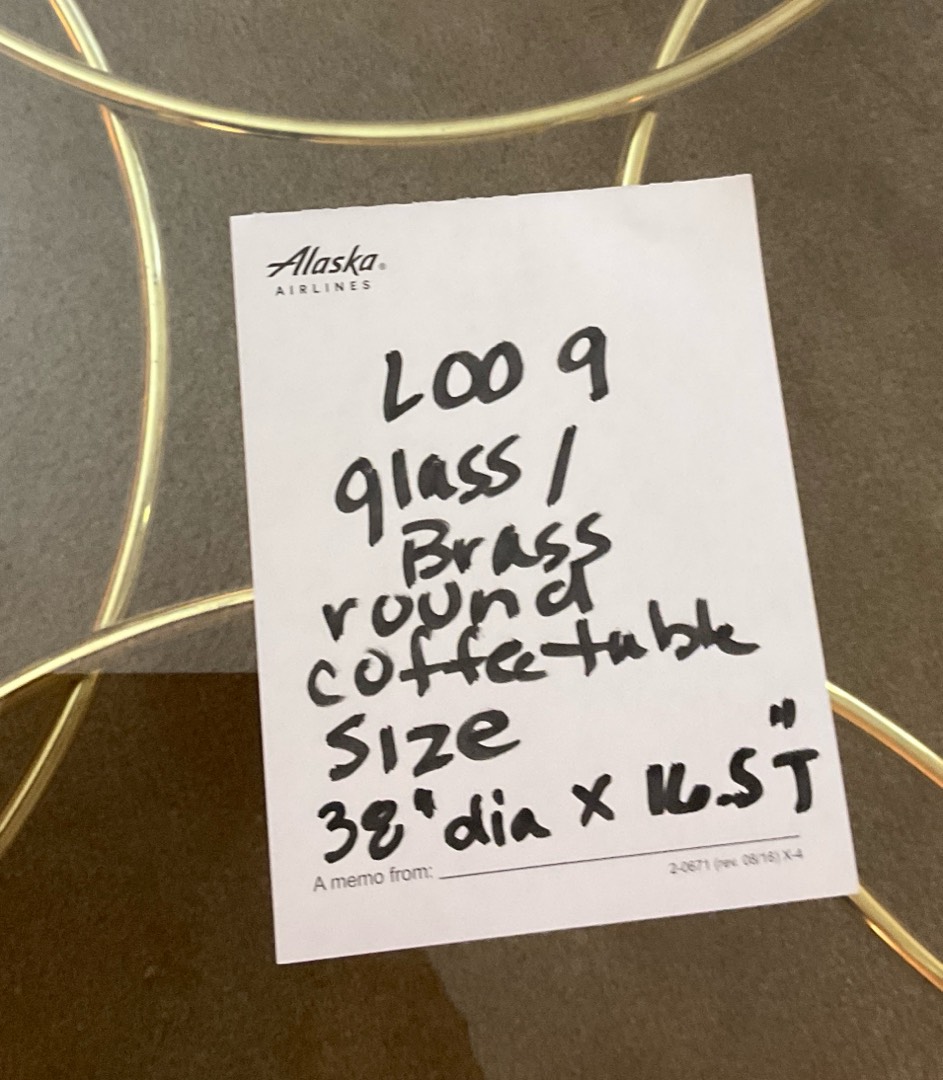 Alaska®
AIRLINES
L00 9
glass /
Brass
round
coffee table
size
38" dia x 16.5" T
A memo from:
2-0671 (rev. 08/16) X-4